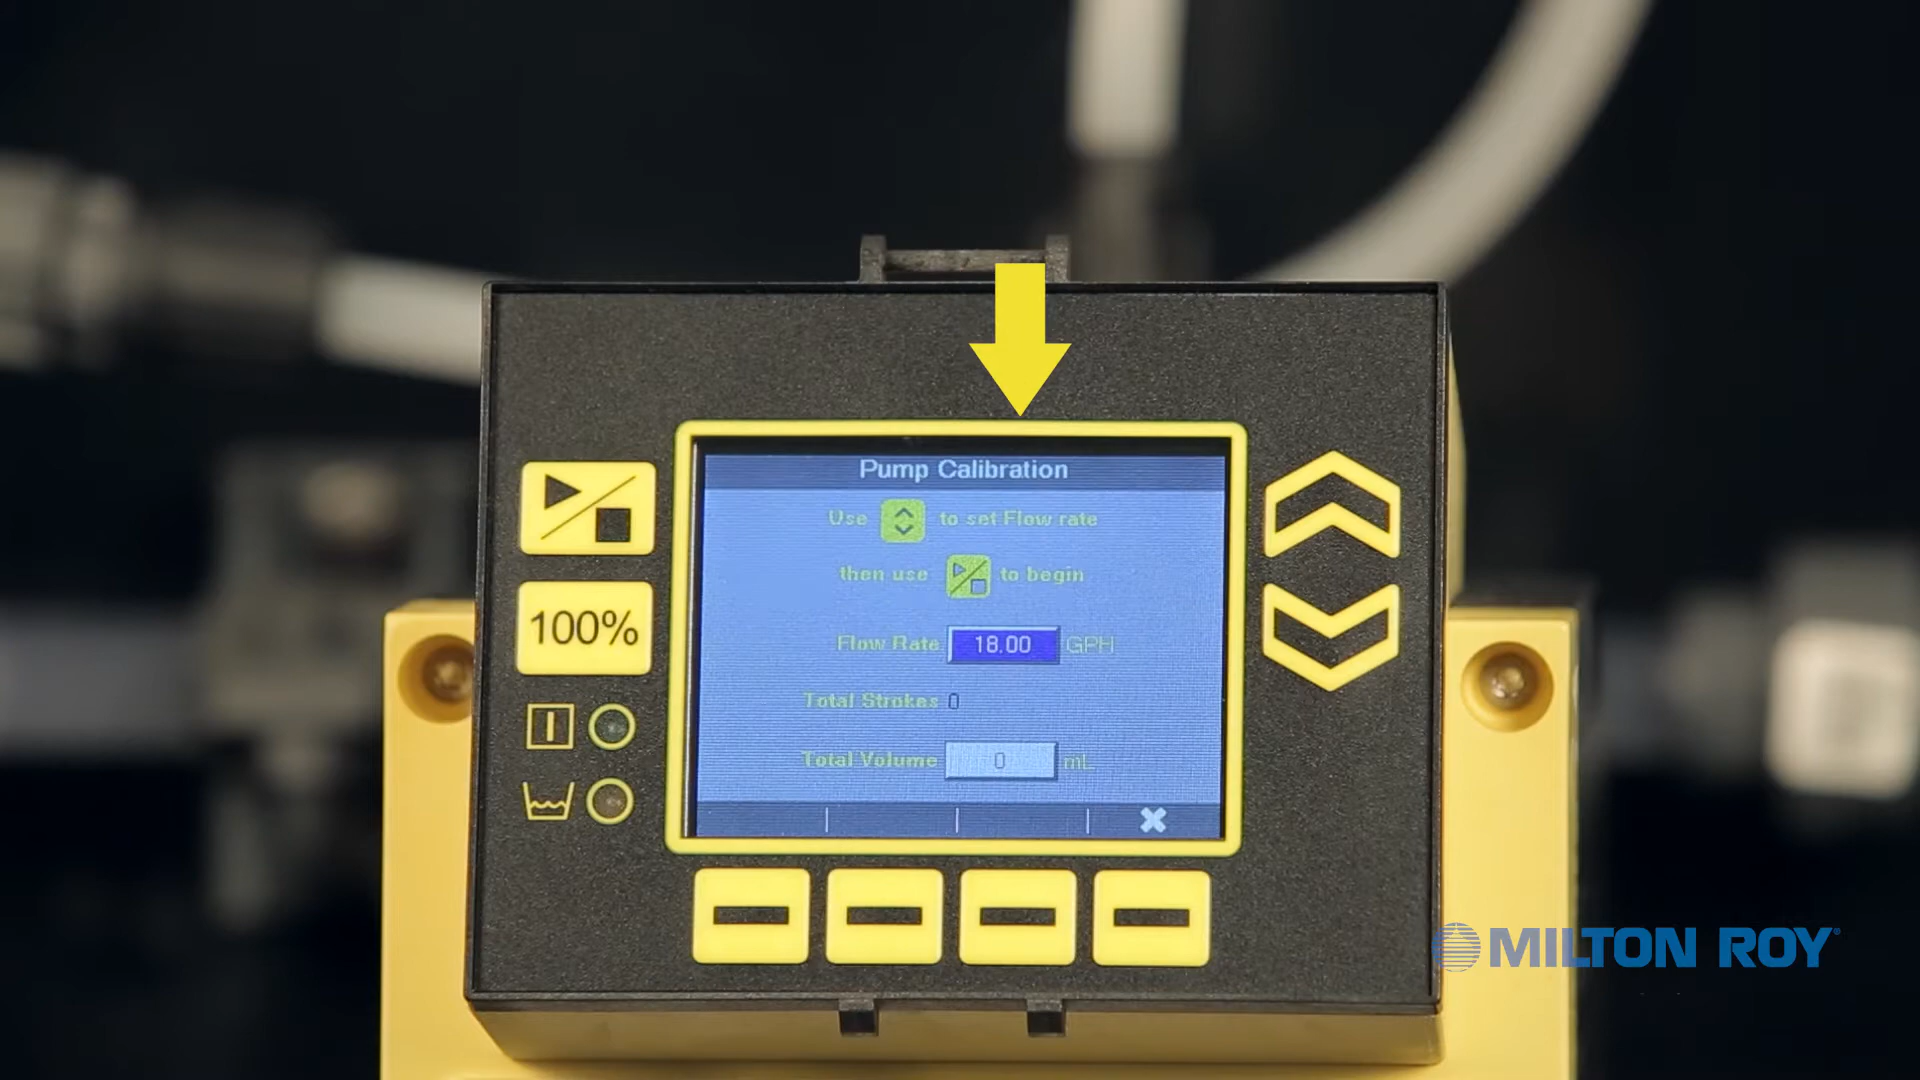 Pump Calibration
Use to set Flow rate
then use to begin
Flow Rate 18.00 GPH
Total Strokes 0
Total Volume 0 mL
100%
MILTON ROY®